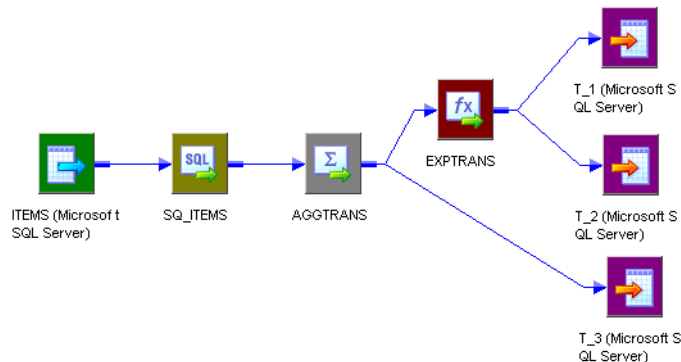 T_1 (Microsoft S
QL Server)
fx
EXPTRANS
SQL
Σ
ITEMS (Microsof t
SQL Server)
SQ_ITEMS
AGGTRANS
T_2 (Microsoft S
QL Server)
T_3 (Microsoft S
QL Server)